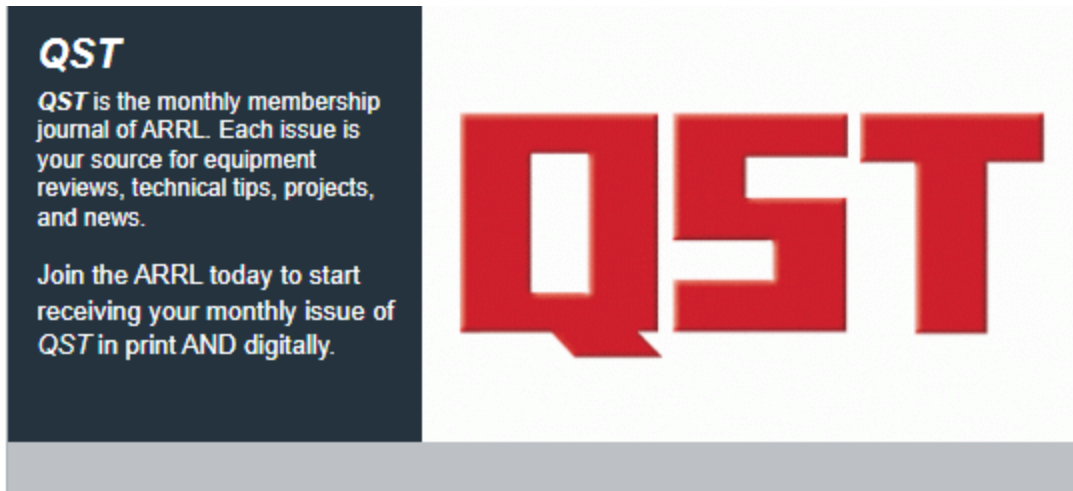 QST
QST is the monthly membership
journal of ARRL. Each issue is
your source for equipment
reviews, technical tips, projects,
and news.
Join the ARRL today to start
receiving your monthly issue of
QST in print AND digitally.
QST